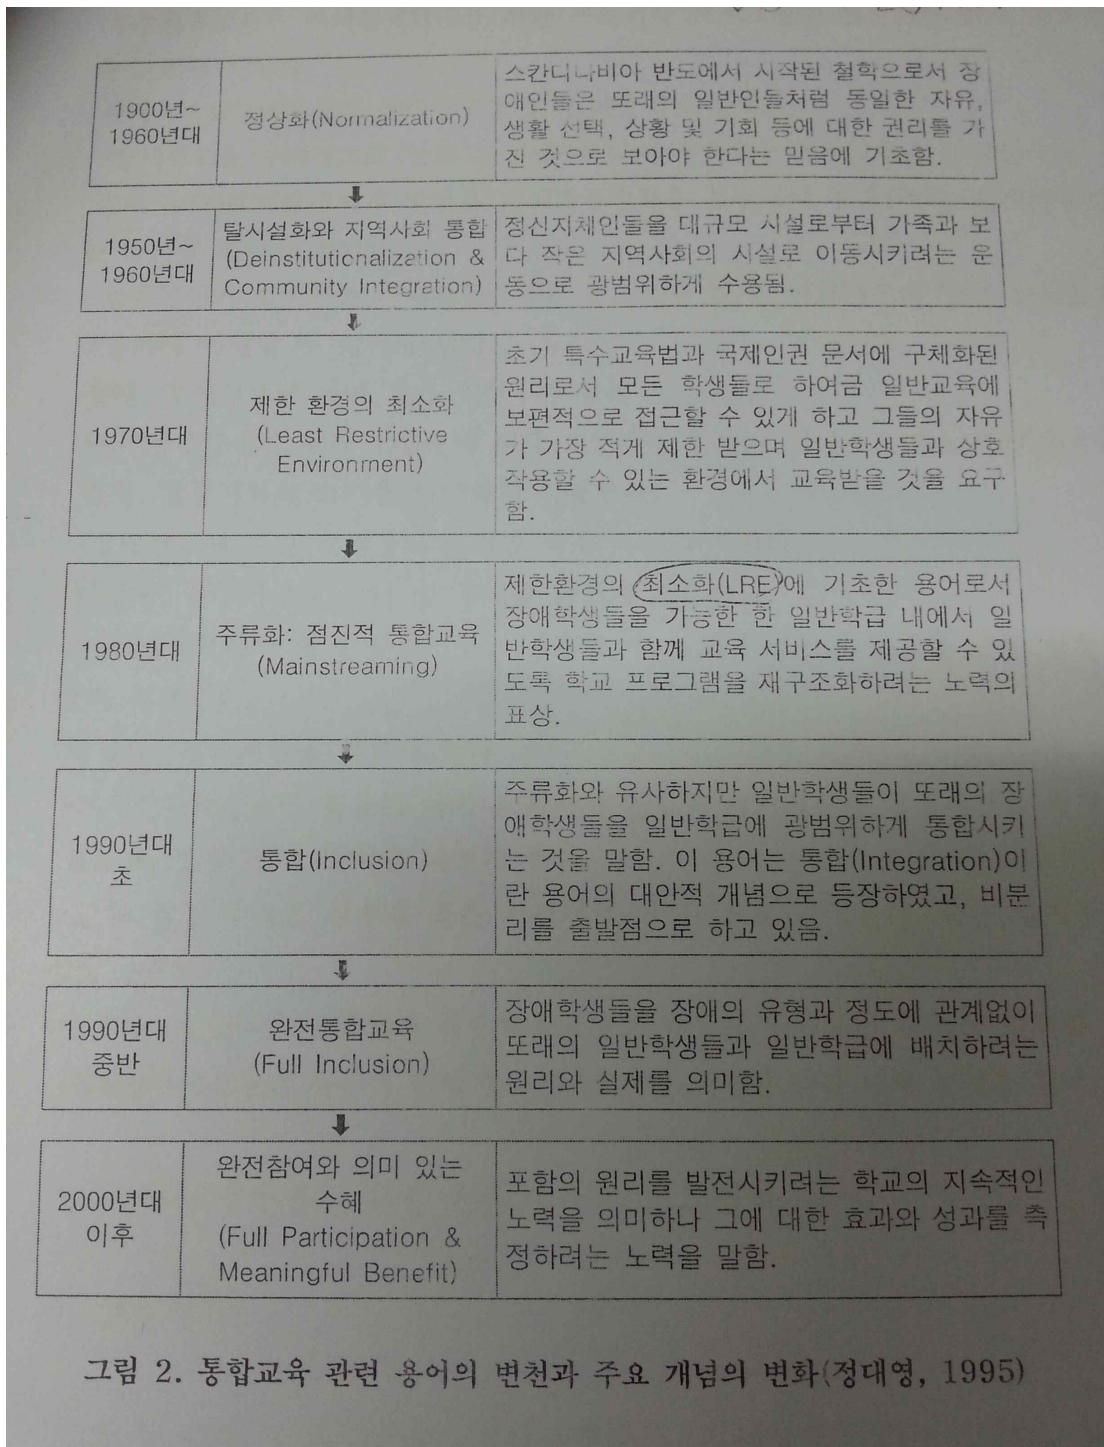 1900년~
1960년대
정상화(Normalization)
스칸디나비아 반도에서 시작된 철학으로서 장
애인들은 또래의 일반인들처럼 동일한 자유,
생활 선택, 상황 및 기회 등에 대한 권리를 가
진 것으로 보아야 한다는 믿음에 기초함.
1950년~
1960년대
탈시설화와 지역사회 통합
(Deinstitutionalization &
Community Integration)
정신지체인들을 대규모 시설로부터 가족과 보
다 작은 지역사회의 시설로 이동시키려는 운
동으로 광범위하게 수용됨.
1970년대
제한 환경의 최소화
(Least Restrictive
Environment)
초기 특수교육법과 국제인권 문서에 구체화된
원리로서 모든 학생들로 하여금 일반교육에
보편적으로 접근할 수 있게 하고 그들의 자유
가 가장 적게 제한 받으며 일반학생들과 상호
작용할 수 있는 환경에서 교육받을 것을 요구
함.
1980년대
주류화: 점진적 통합교육
(Mainstreaming)
제한환경의 최소화(LRE)에 기초한 용어로서
장애학생들을 가능한 한 일반학급 내에서 일
반학생들과 함께 교육 서비스를 제공할 수 있
도록 학교 프로그램을 재구조화하려는 노력의
표상.
1990년대
초
통합(Inclusion)
주류화와 유사하지만 일반학생들이 또래의 장
애학생들을 일반학급에 광범위하게 통합시키
는 것을 말함. 이 용어는 통합(Integration)이
란 용어의 대안적 개념으로 등장하였고, 비분
리를 출발점으로 하고 있음.
1990년대
중반
완전통합교육
(Full Inclusion)
장애학생들을 장애의 유형과 정도에 관계없이
또래의 일반학생들과 일반학급에 배치하려는
원리와 실제를 의미함.
2000년대
이후
완전참여와 의미 있는
수혜
(Full Participation &
Meaningful Benefit)
포함의 원리를 발전시키려는 학교의 지속적인
노력을 의미하나 그에 대한 효과와 성과를 측
정하려는 노력을 말함.
그림 2. 통합교육 관련 용어의 변천과 주요 개념의 변화(정대영, 1995)